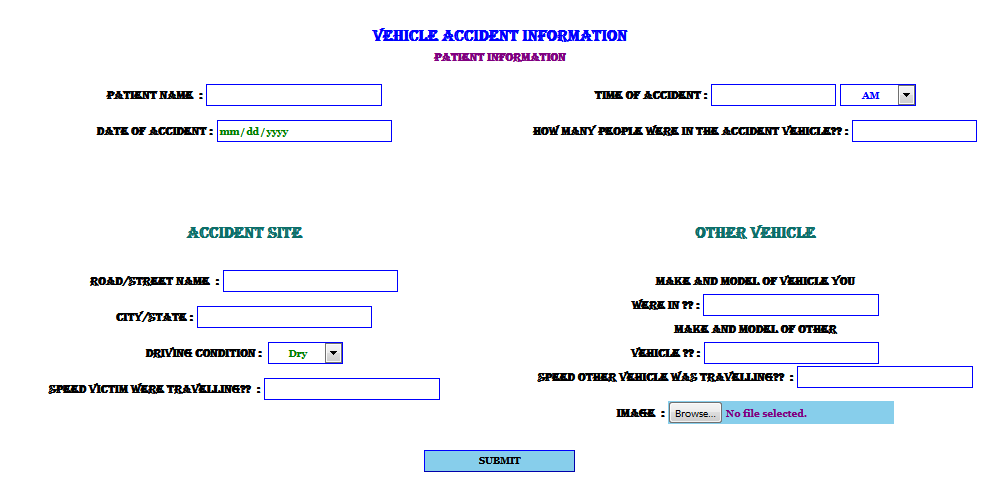 VEHICLE ACCIDENT INFORMATION
PATIENT INFORMATION
PATIENT NAME :
TIME OF ACCIDENT : AM
DATE OF ACCIDENT : mm/dd/yyyy
HOW MANY PEOPLE WERE IN THE ACCIDENT VEHICLE?? :
ACCIDENT SITE
ROAD/STREET NAME :
CITY/STATE :
DRIVING CONDITION : Dry
SPEED VICTIM WERE TRAVELLING?? :
OTHER VEHICLE
MAKE AND MODEL OF VEHICLE YOU
WERE IN ?? :
MAKE AND MODEL OF OTHER
VEHICLE ?? :
SPEED OTHER VEHICLE WAS TRAVELLING?? :
IMAGE : Browse... No file selected.
SUBMIT